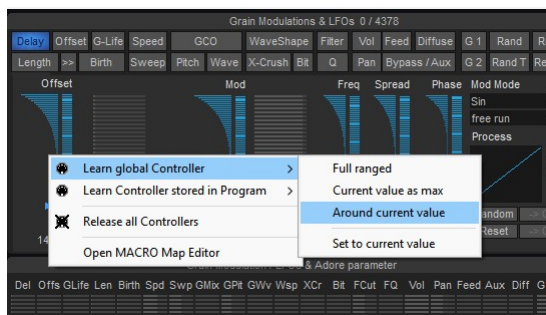 Grain Modulations & LFOs 0 / 4378
Delay Offset G-Life Speed GCO WaveShape Filter Vol Feed Diffuse G 1 Rand
Length >> Birth Sweep Pitch Wave X-Crush Bit Q Pan Bypass / Aux G 2 Rand T
Offset Mod Freq Spread Phase Mod Mode
Sin
free run
Process
Learn global Controller >
Learn Controller stored in Program >
Release all Controllers
Open MACRO Map Editor
Full ranged
Current value as max
Around current value
Set to current value
andom
Reset
14
Del Offs GLife Len Birth Spd Swp GMix GPit GWv Wsp XCr Bit FCut FQ Vol Pan Feed Aux Diff G